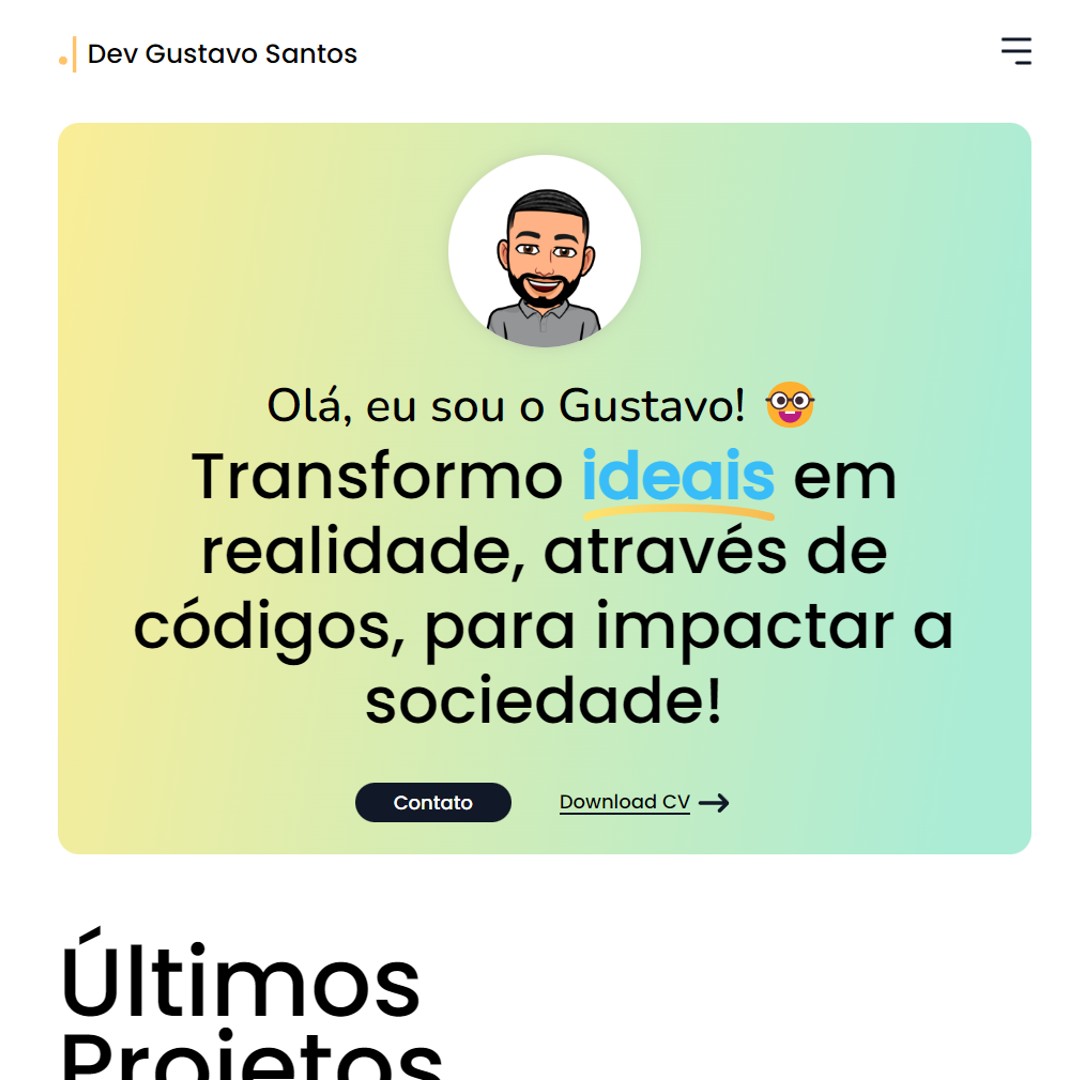 Dev Gustavo Santos
Olá, eu sou o Gustavo!
Transformo ideais em
realidade, através de
códigos, para impactar a
sociedade!
Contato
Download CV
Últimos
Projetos